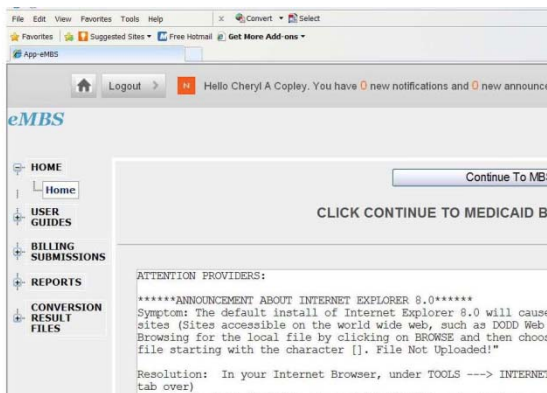 File Edit View Favorites Tools Help x Convert Select
Favorites Suggested Sites Free Hotmail Get More Add-ons
App-eMBS
Logout > N Hello Cheryl A Copley. You have 0 new notifications and 0 new announce
eMBS
HOME
Home
USER
GUIDES
BILLING
SUBMISSIONS
REPORTS
CONVERSION
RESULT
FILES
Continue To MBS
CLICK CONTINUE TO MEDICAID B
ATTENTION PROVIDERS:
******ANNOUNCEMENT ABOUT INTERNET EXPLORER 8.0******
Symptom: The default install of Internet Explorer 8.0 will cause
sites (Sites accessible on the world wide web, such as DODD Web
Browsing for the local file by clicking on BROWSE and then choos
file starting with the character []. File Not Uploaded!"
Resolution: In your Internet Browser, under TOOLS ---> INTERNET
tab over)